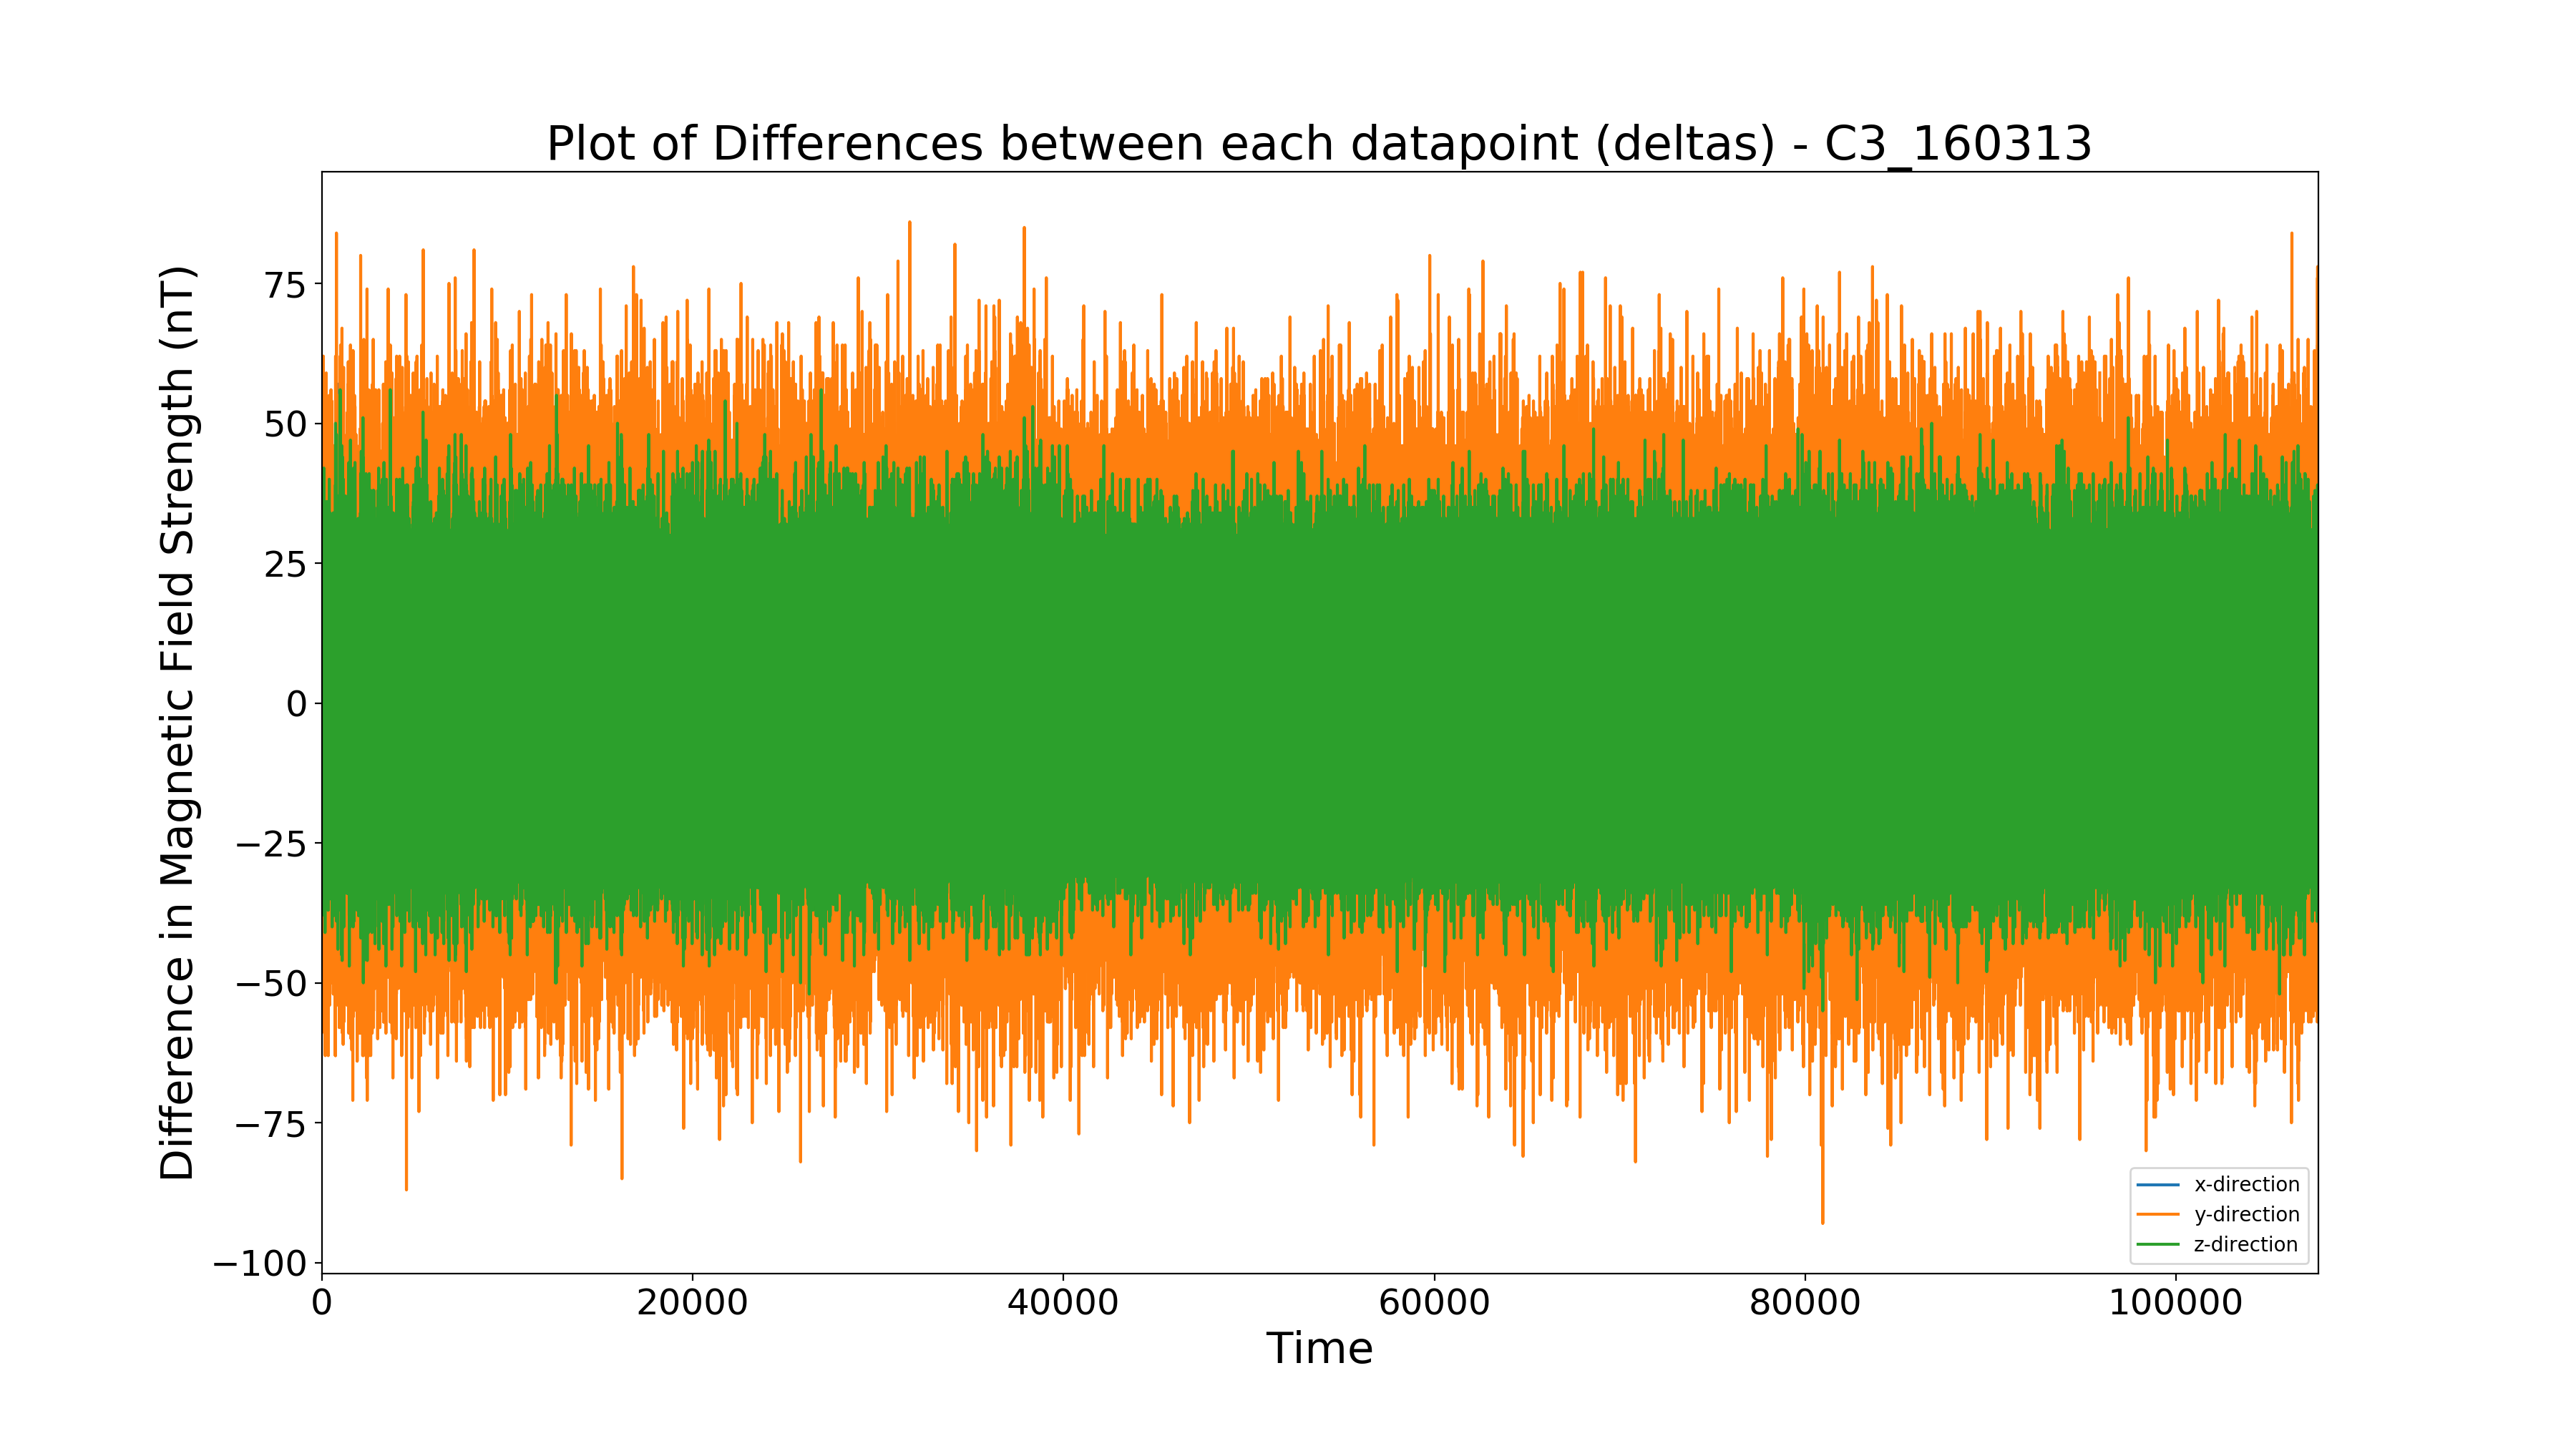 Plot of Differences between each datapoint (deltas) - C3_160313
Difference in Magnetic Field Strength (nT)
75
50
25
0
−25
−50
−75
−100
x-direction
y-direction
z-direction
0 20000 40000 60000 80000 100000
Time